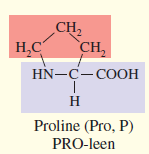 CH₂
H₂C CH₂
HN–C–COOH
H
Proline (Pro, P)
PRO-leen